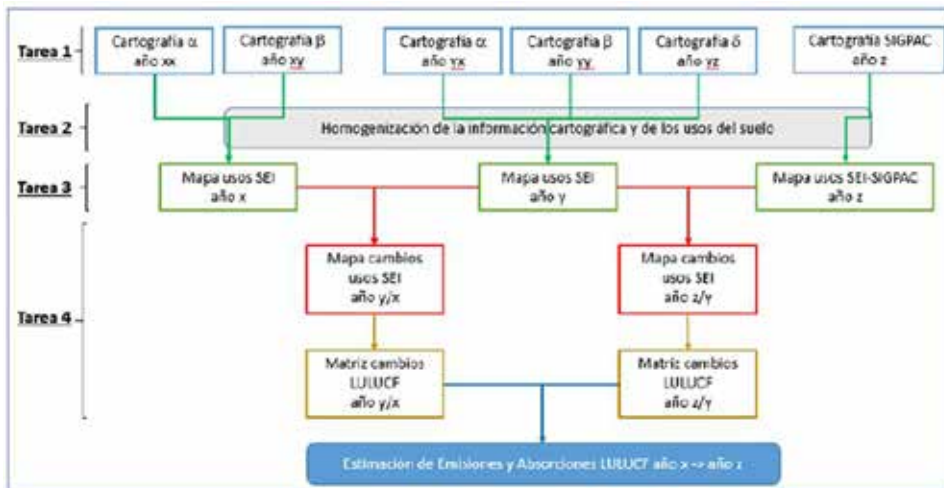 Tarea 1
Cartografía α
año xx
Cartografía β
año xy
Cartografía α
año yx
Cartografía β
año yy
Cartografía δ
año yz
Cartografía SIGPAC
año z
Tarea 2
Homogenización de la información cartográfica y de los usos del suelo
Tarea 3
Mapa usos SEI
año x
Mapa usos SEI
año y
Mapa usos SEI-SIGPAC
año z
Tarea 4
Mapa cambios
usos SEI
año y/x
Mapa cambios
usos SEI
año z/y
Matriz cambios
LULUCF
año y/x
Matriz cambios
LULUCF
año z/y
Estimación de Emisiones y Absorciones LULUCF año x -> año z